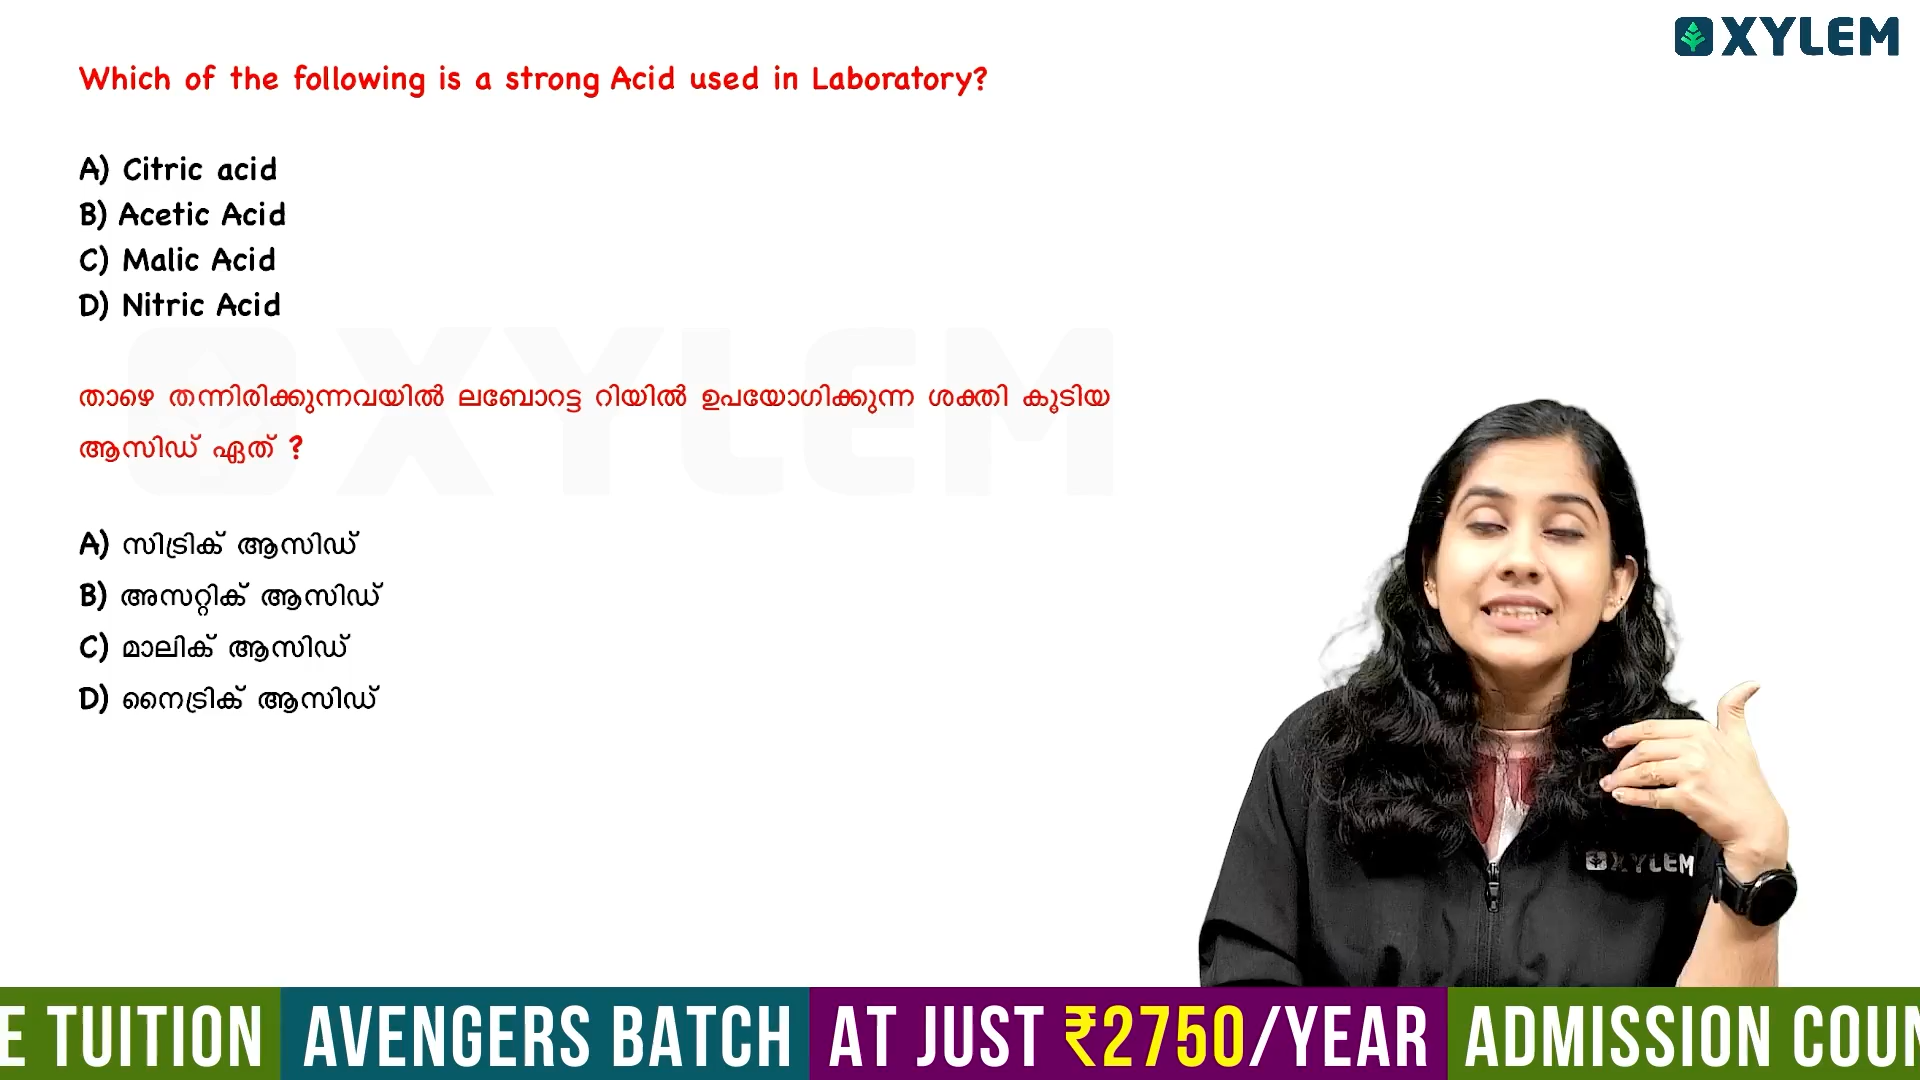 XYLEM
Which of the following is a strong Acid used in Laboratory?
A) Citric acid
B) Acetic Acid
C) Malic Acid
D) Nitric Acid
XYLEM
താഴെ തന്നിരിക്കുന്നവയിൽ ലബോറട്ട റിയിൽ ഉപയോഗിക്കുന്ന ശക്തി കൂടിയ
ആസിഡ് ഏത് ?
A) സിട്രിക് ആസിഡ്
B) അസറ്റിക് ആസിഡ്
C) മാലിക് ആസിഡ്
D) നൈട്രിക് ആസിഡ്
XYLEM
E TUITION AVENGERS BATCH AT JUST ₹2750/YEAR ADMISSION COUN